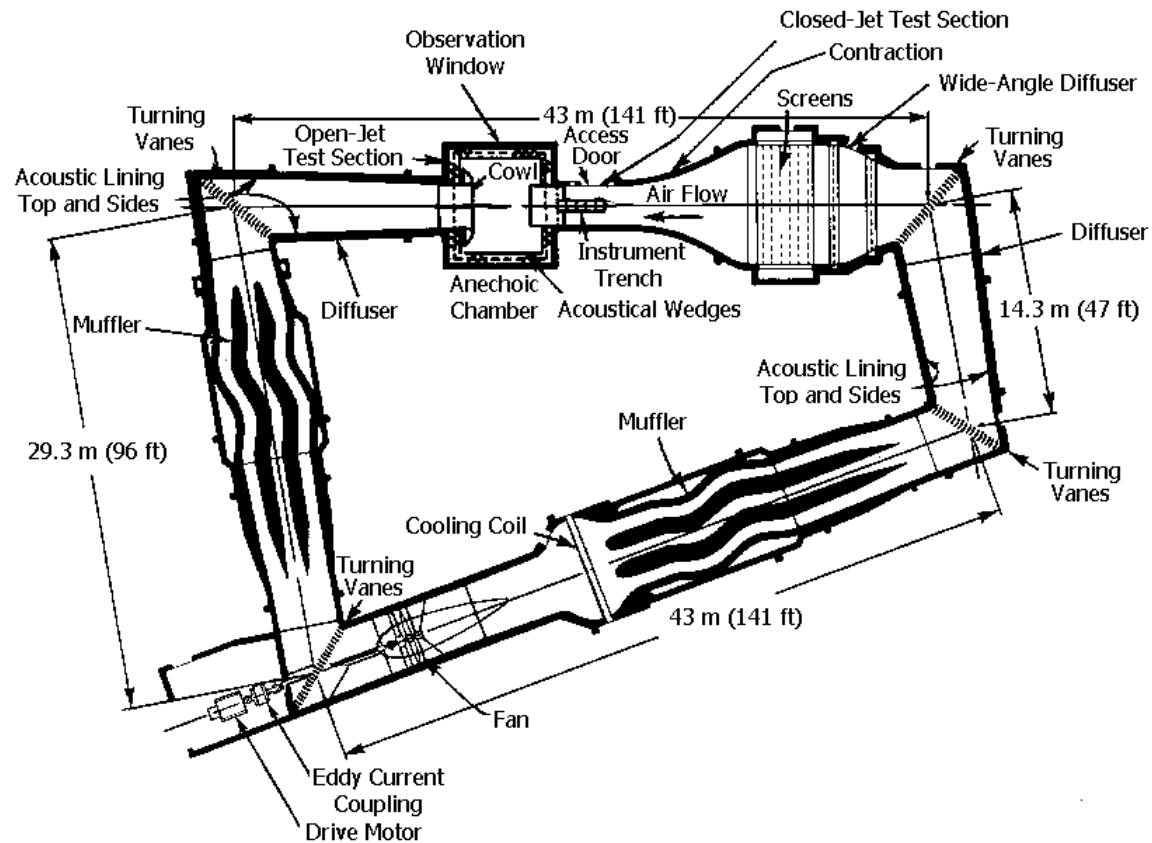 Closed-Jet Test Section
Observation
Window
Contraction
Wide-Angle Diffuser
Screens
Turning
Vanes
43 m (141 ft)
Open-Jet
Test Section
Access
Door
Turning
Vanes
Acoustic Lining
Top and Sides
Cowl
Air Flow
Instrument
Trench
Diffuser
Diffuser
Anechoic
Chamber
Acoustical Wedges
14.3 m (47 ft)
Muffler
Acoustic Lining
Top and Sides
Muffler
29.3 m (96 ft)
Turning
Vanes
Cooling Coil
Turning
Vanes
43 m (141 ft)
Fan
Eddy Current
Coupling
Drive Motor